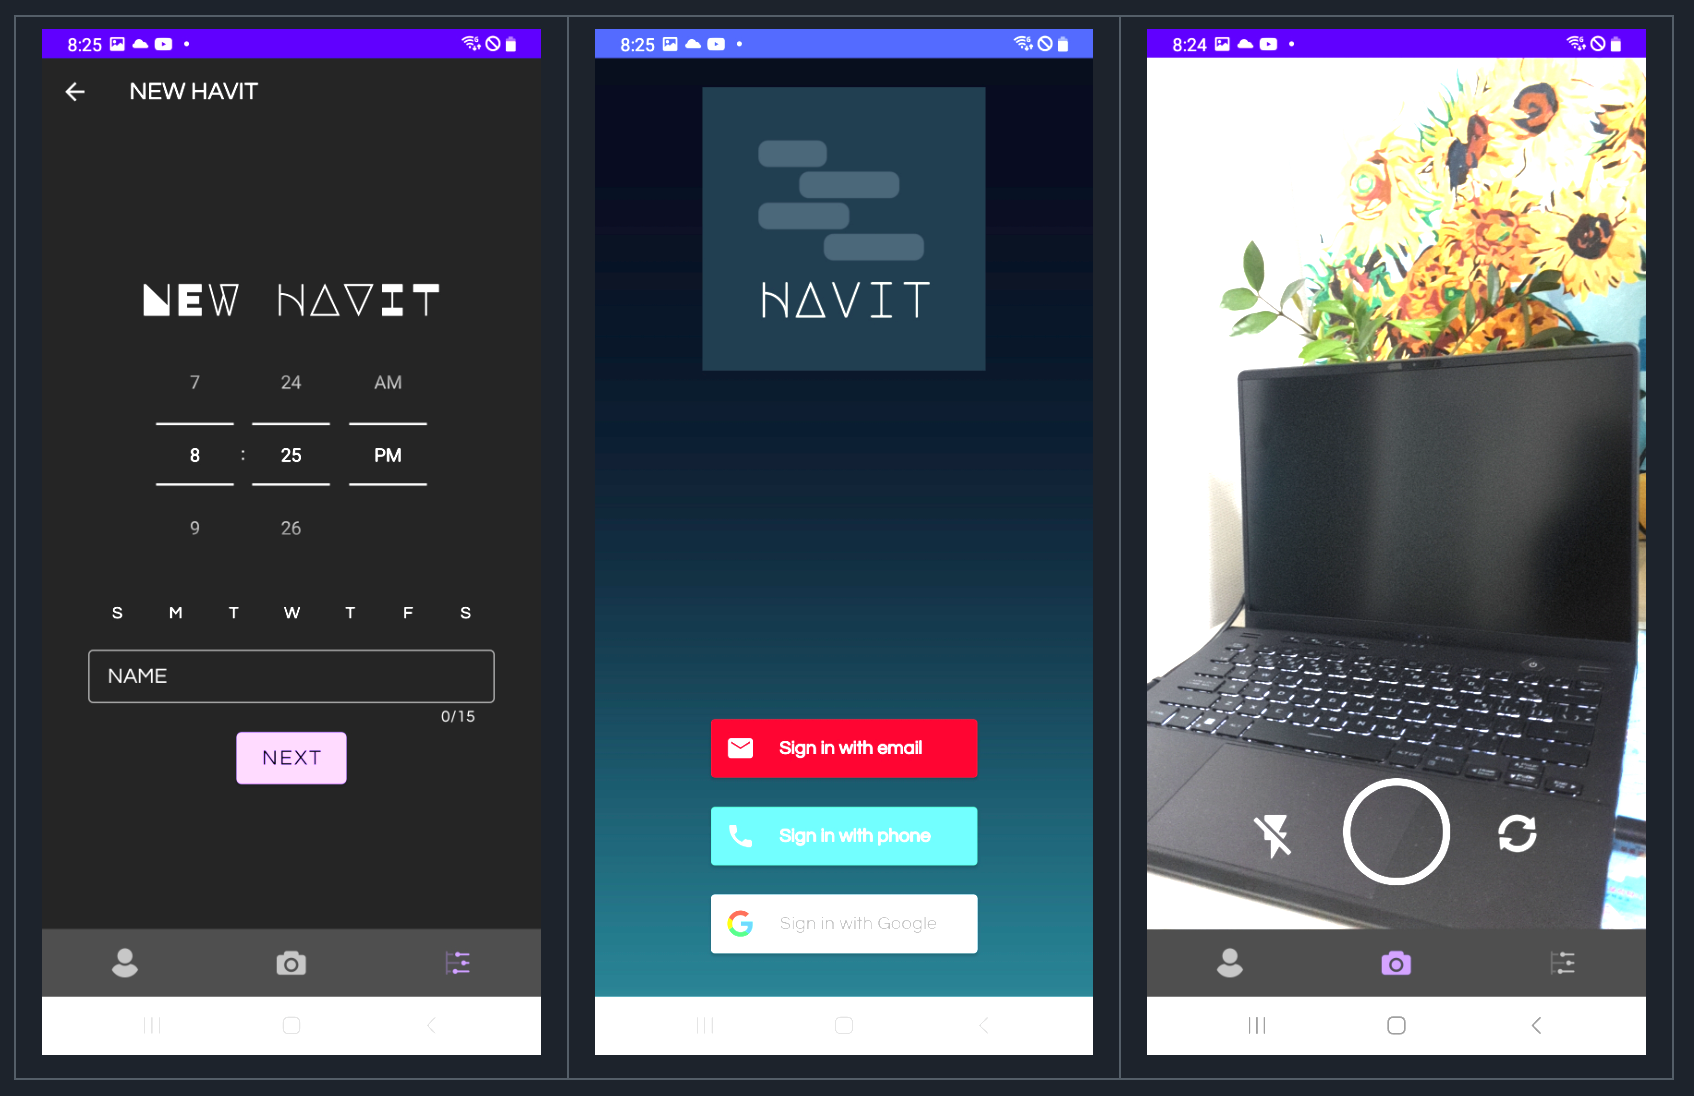 8:25
NEW HAVIT
NEW HAVIT
7 24 AM
8 : 25 PM
9 26
S M T W T F S
NAME
0/15
NEXT
8:25
HAVIT
Sign in with email
Sign in with phone
Sign in with Google
8:24